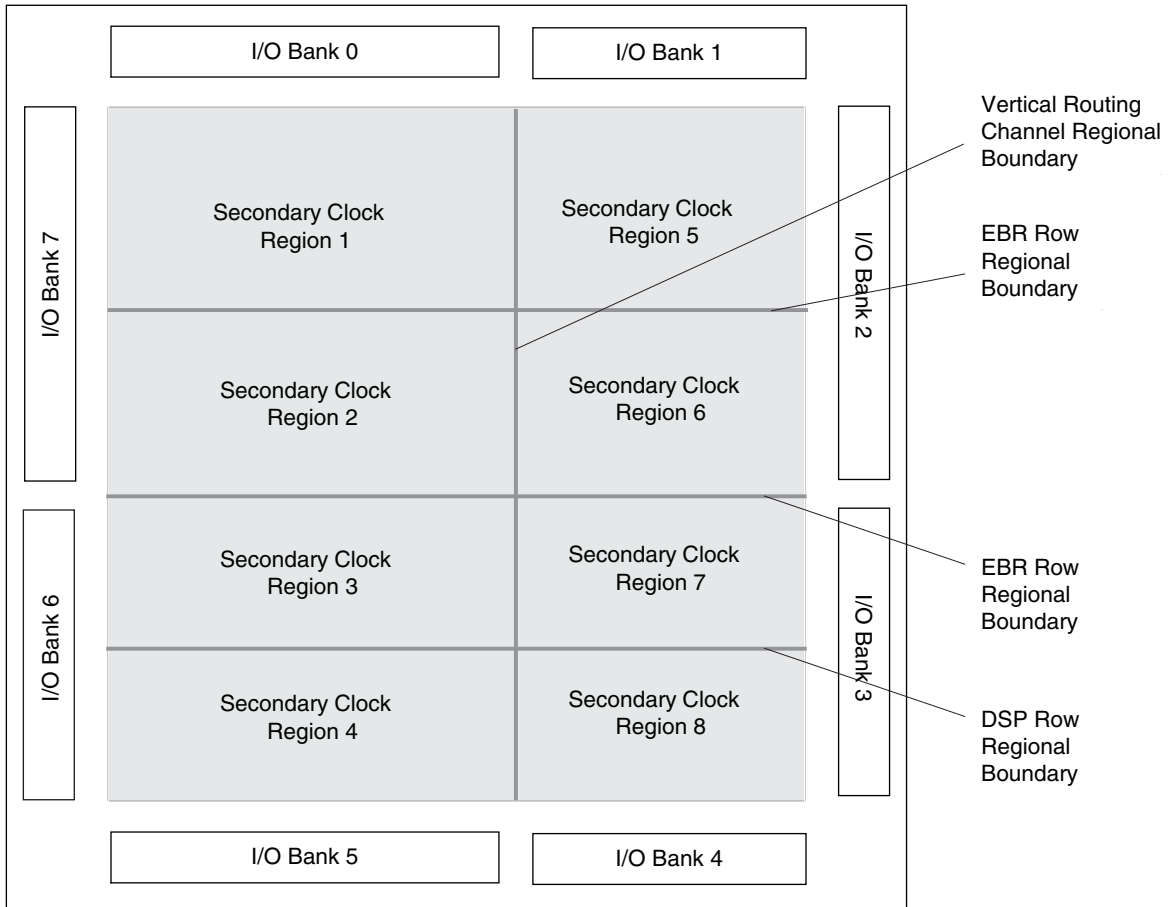 I/O Bank 0
I/O Bank 1
Vertical Routing
Channel Regional
Boundary
I/O Bank 7
Secondary Clock
Region 1
Secondary Clock
Region 5
I/O Bank 2
EBR Row
Regional
Boundary
Secondary Clock
Region 2
Secondary Clock
Region 6
I/O Bank 6
Secondary Clock
Region 3
Secondary Clock
Region 7
I/O Bank 3
EBR Row
Regional
Boundary
Secondary Clock
Region 4
Secondary Clock
Region 8
DSP Row
Regional
Boundary
I/O Bank 5
I/O Bank 4